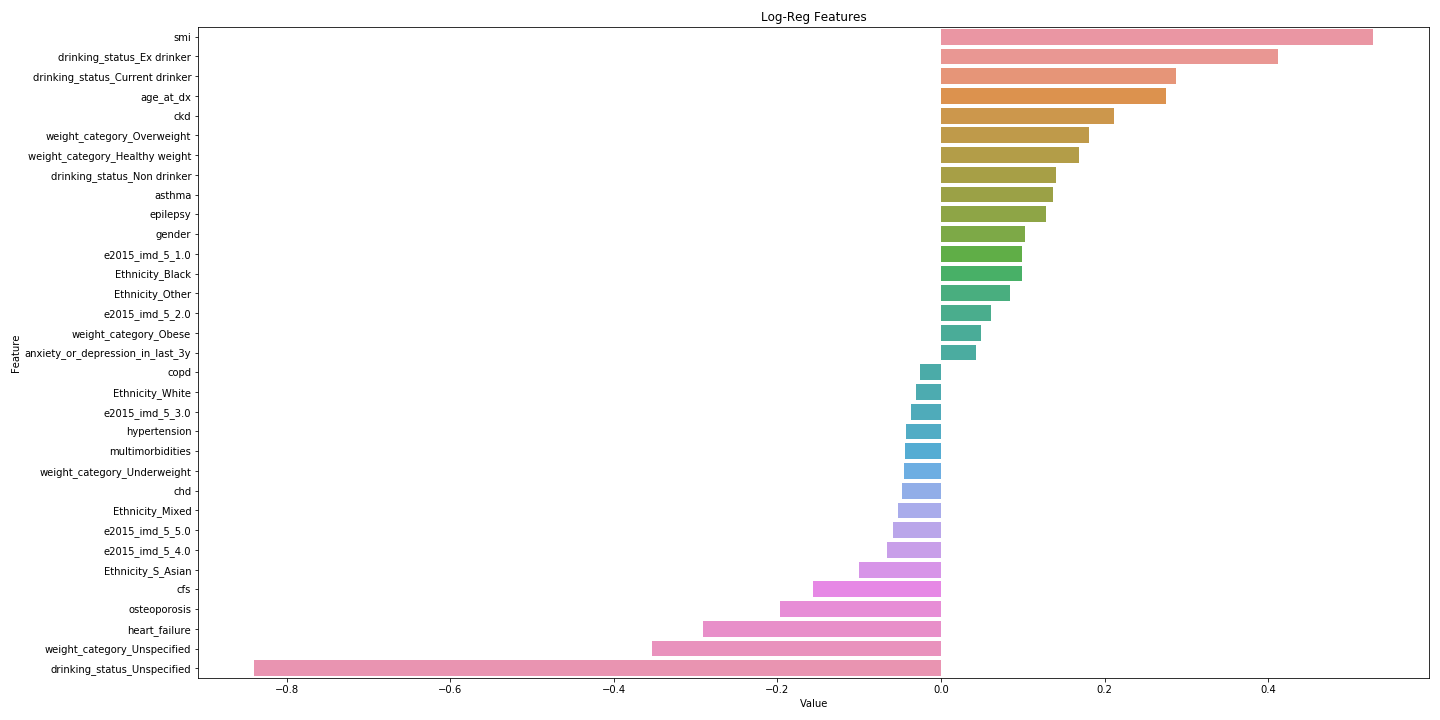 Log-Reg Features
smi
drinking_status_Ex drinker
drinking_status_Current drinker
age_at_dx
ckd
weight_category_Overweight
weight_category_Healthy weight
drinking_status_Non drinker
asthma
epilepsy
gender
e2015_imd_5_1.0
Ethnicity_Black
Ethnicity_Other
e2015_imd_5_2.0
weight_category_Obese
anxiety_or_depression_in_last_3y
copd
Ethnicity_White
e2015_imd_5_3.0
hypertension
multimorbidities
weight_category_Underweight
chd
Ethnicity_Mixed
e2015_imd_5_5.0
e2015_imd_5_4.0
Ethnicity_S_Asian
cfs
osteoporosis
heart_failure
weight_category_Unspecified
drinking_status_Unspecified
Feature
−0.8 −0.6 −0.4 −0.2 0.0 0.2 0.4
Value